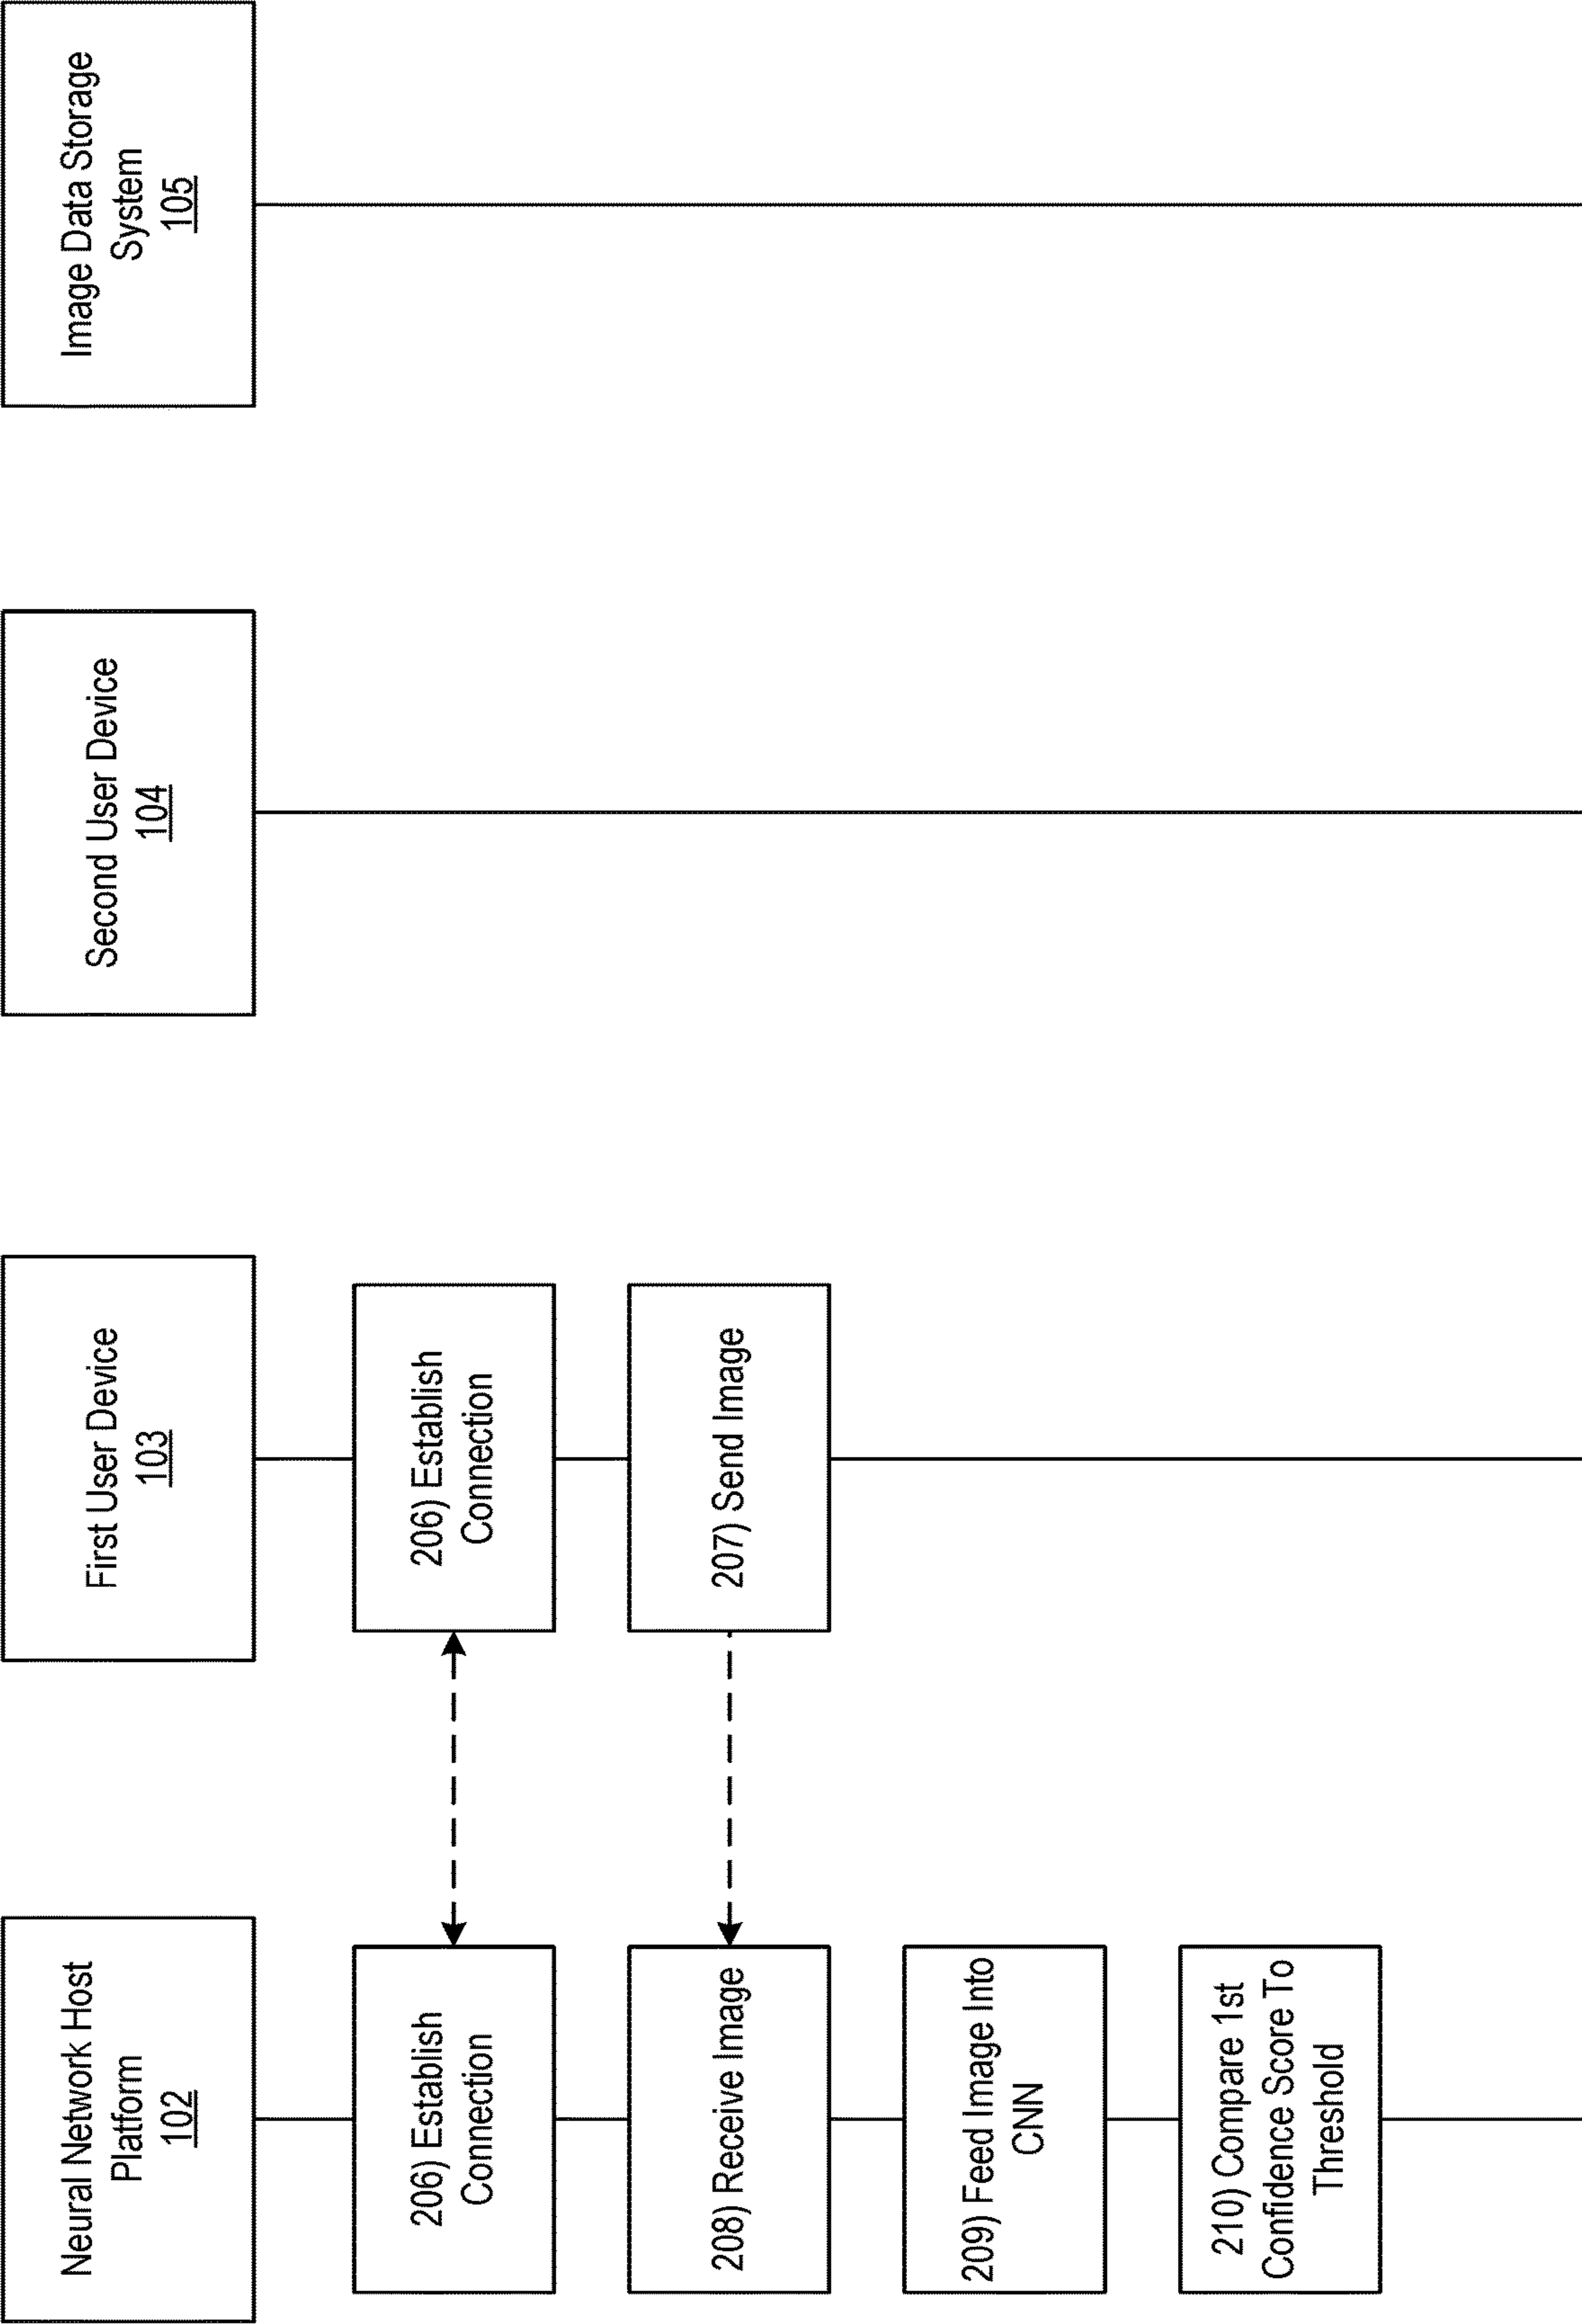 Neural Network Host
Platform
102
First User Device
103
Second User Device
104
Image Data Storage
System
105
206) Establish
Connection
206) Establish
Connection
208) Receive Image
207) Send Image
209) Feed Image Into
CNN
210) Compare 1st
Confidence Score To
Threshold